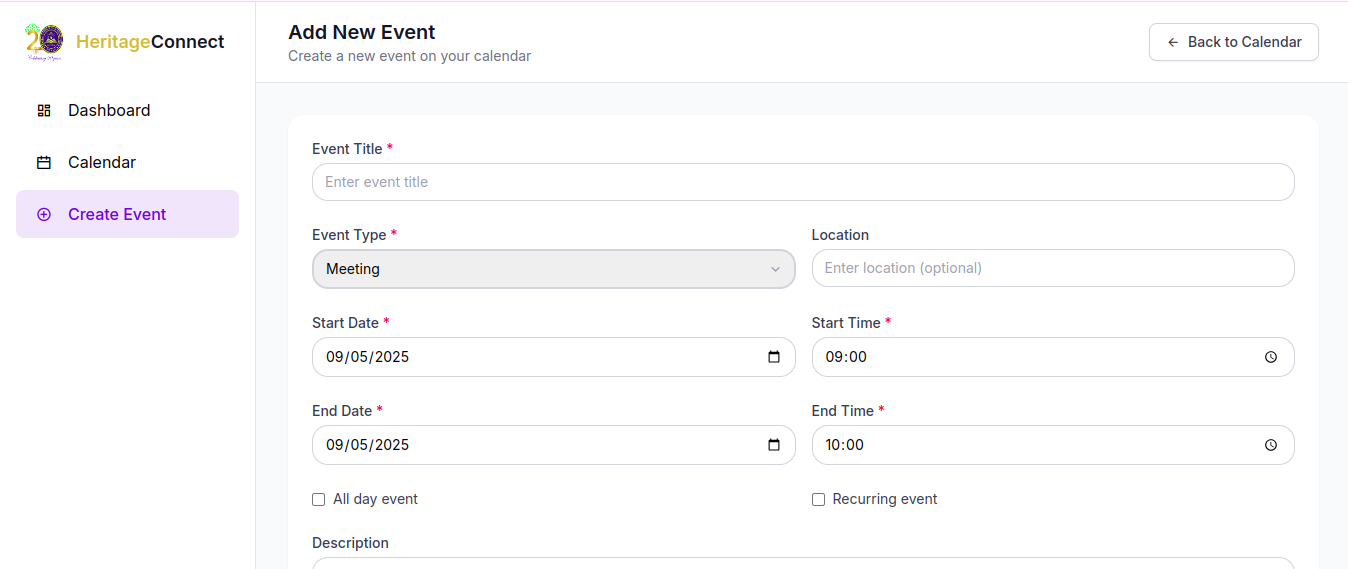 20
HeritageConnect
Dashboard
Calendar
Create Event
Add New Event
Create a new event on your calendar
← Back to Calendar
Event Title *
Enter event title
Event Type *
Location
Meeting
Enter location (optional)
Start Date *
Start Time *
09/05/2025
09:00
End Date *
End Time *
09/05/2025
10:00
All day event
Recurring event
Description